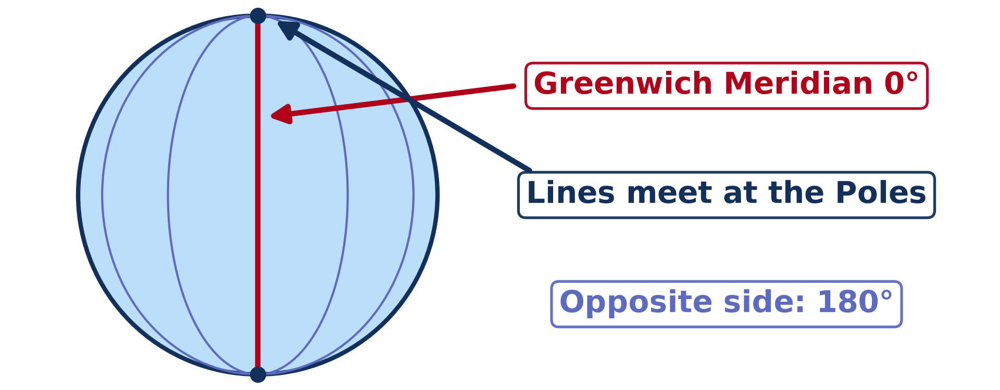 Greenwich Meridian 0°
Lines meet at the Poles
Opposite side: 180°